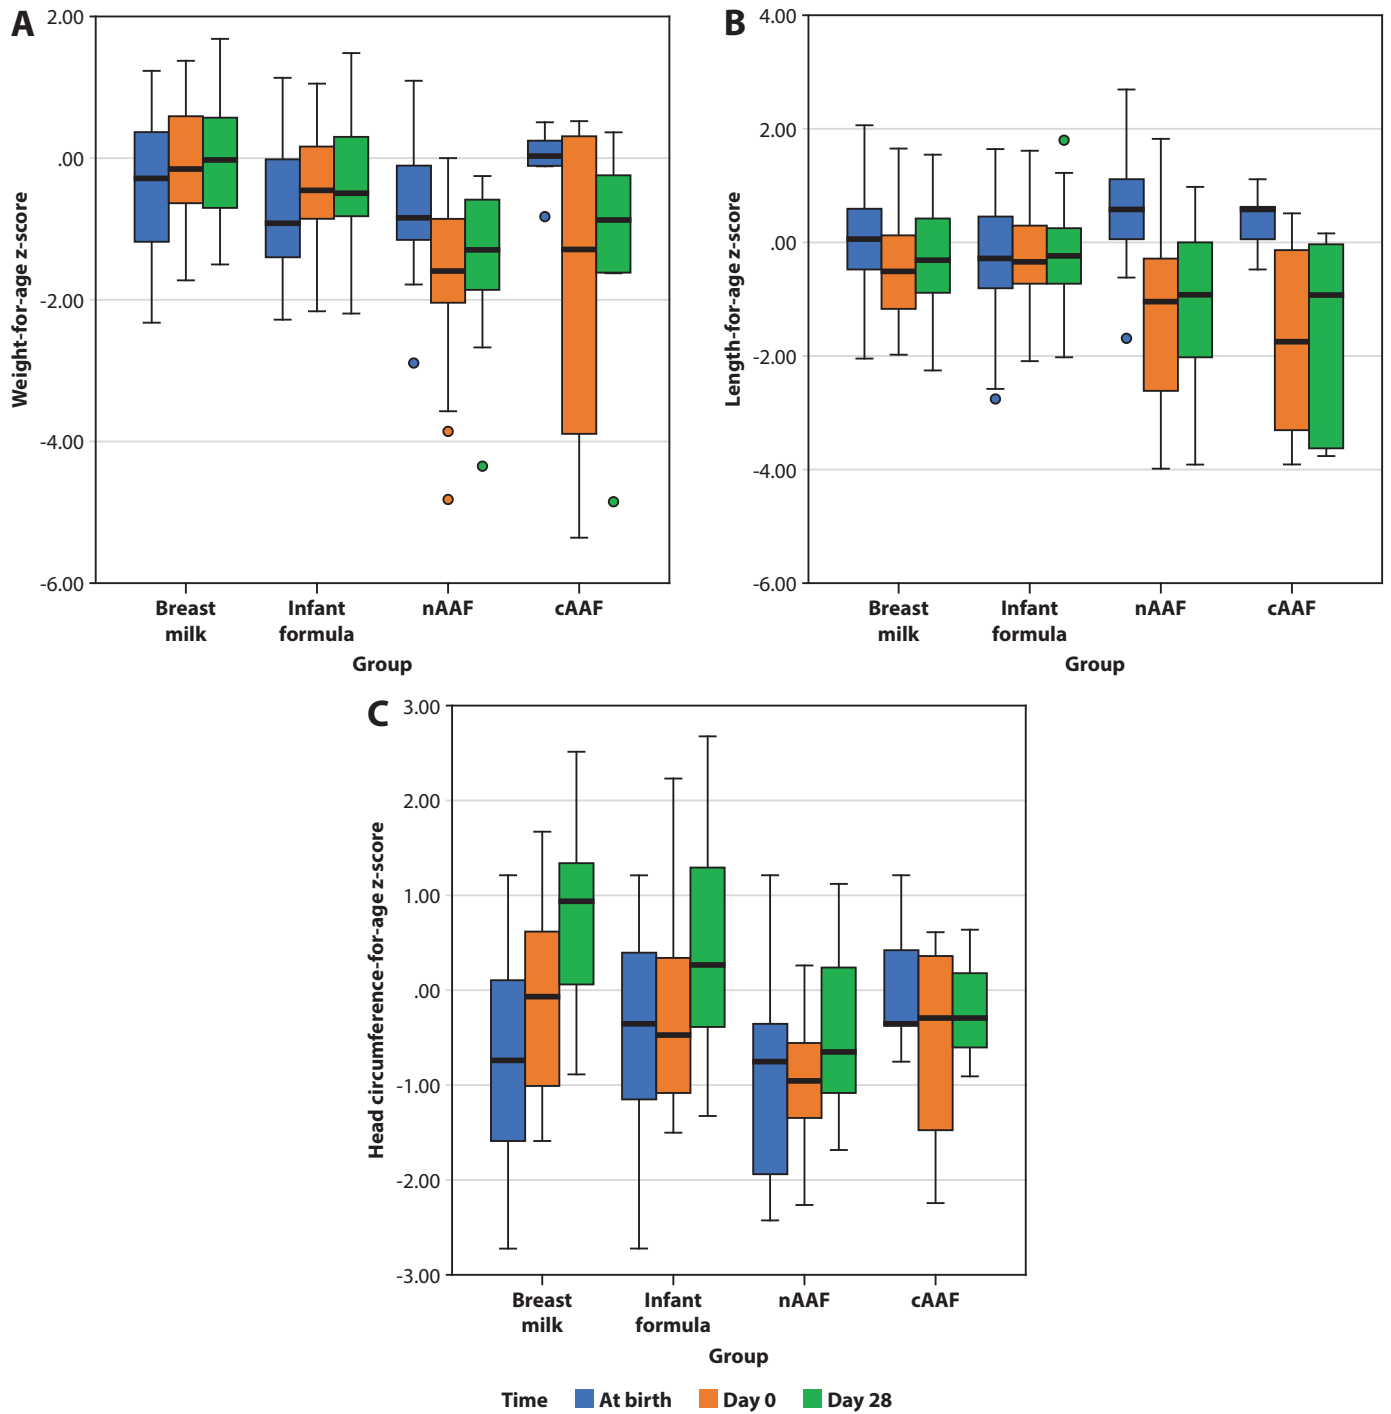 A
2.00
.00
-2.00
-4.00
-6.00
Weight-for-age z-score
Breast milk
Infant formula
nAAF
cAAF
Group
B
4.00
2.00
.00
-2.00
-4.00
-6.00
Length-for-age z-score
Breast milk
Infant formula
nAAF
cAAF
Group
C
3.00
2.00
1.00
.00
-1.00
-2.00
-3.00
Head circumference-for-age z-score
Breast milk
Infant formula
nAAF
cAAF
Group
Time At birth Day 0 Day 28